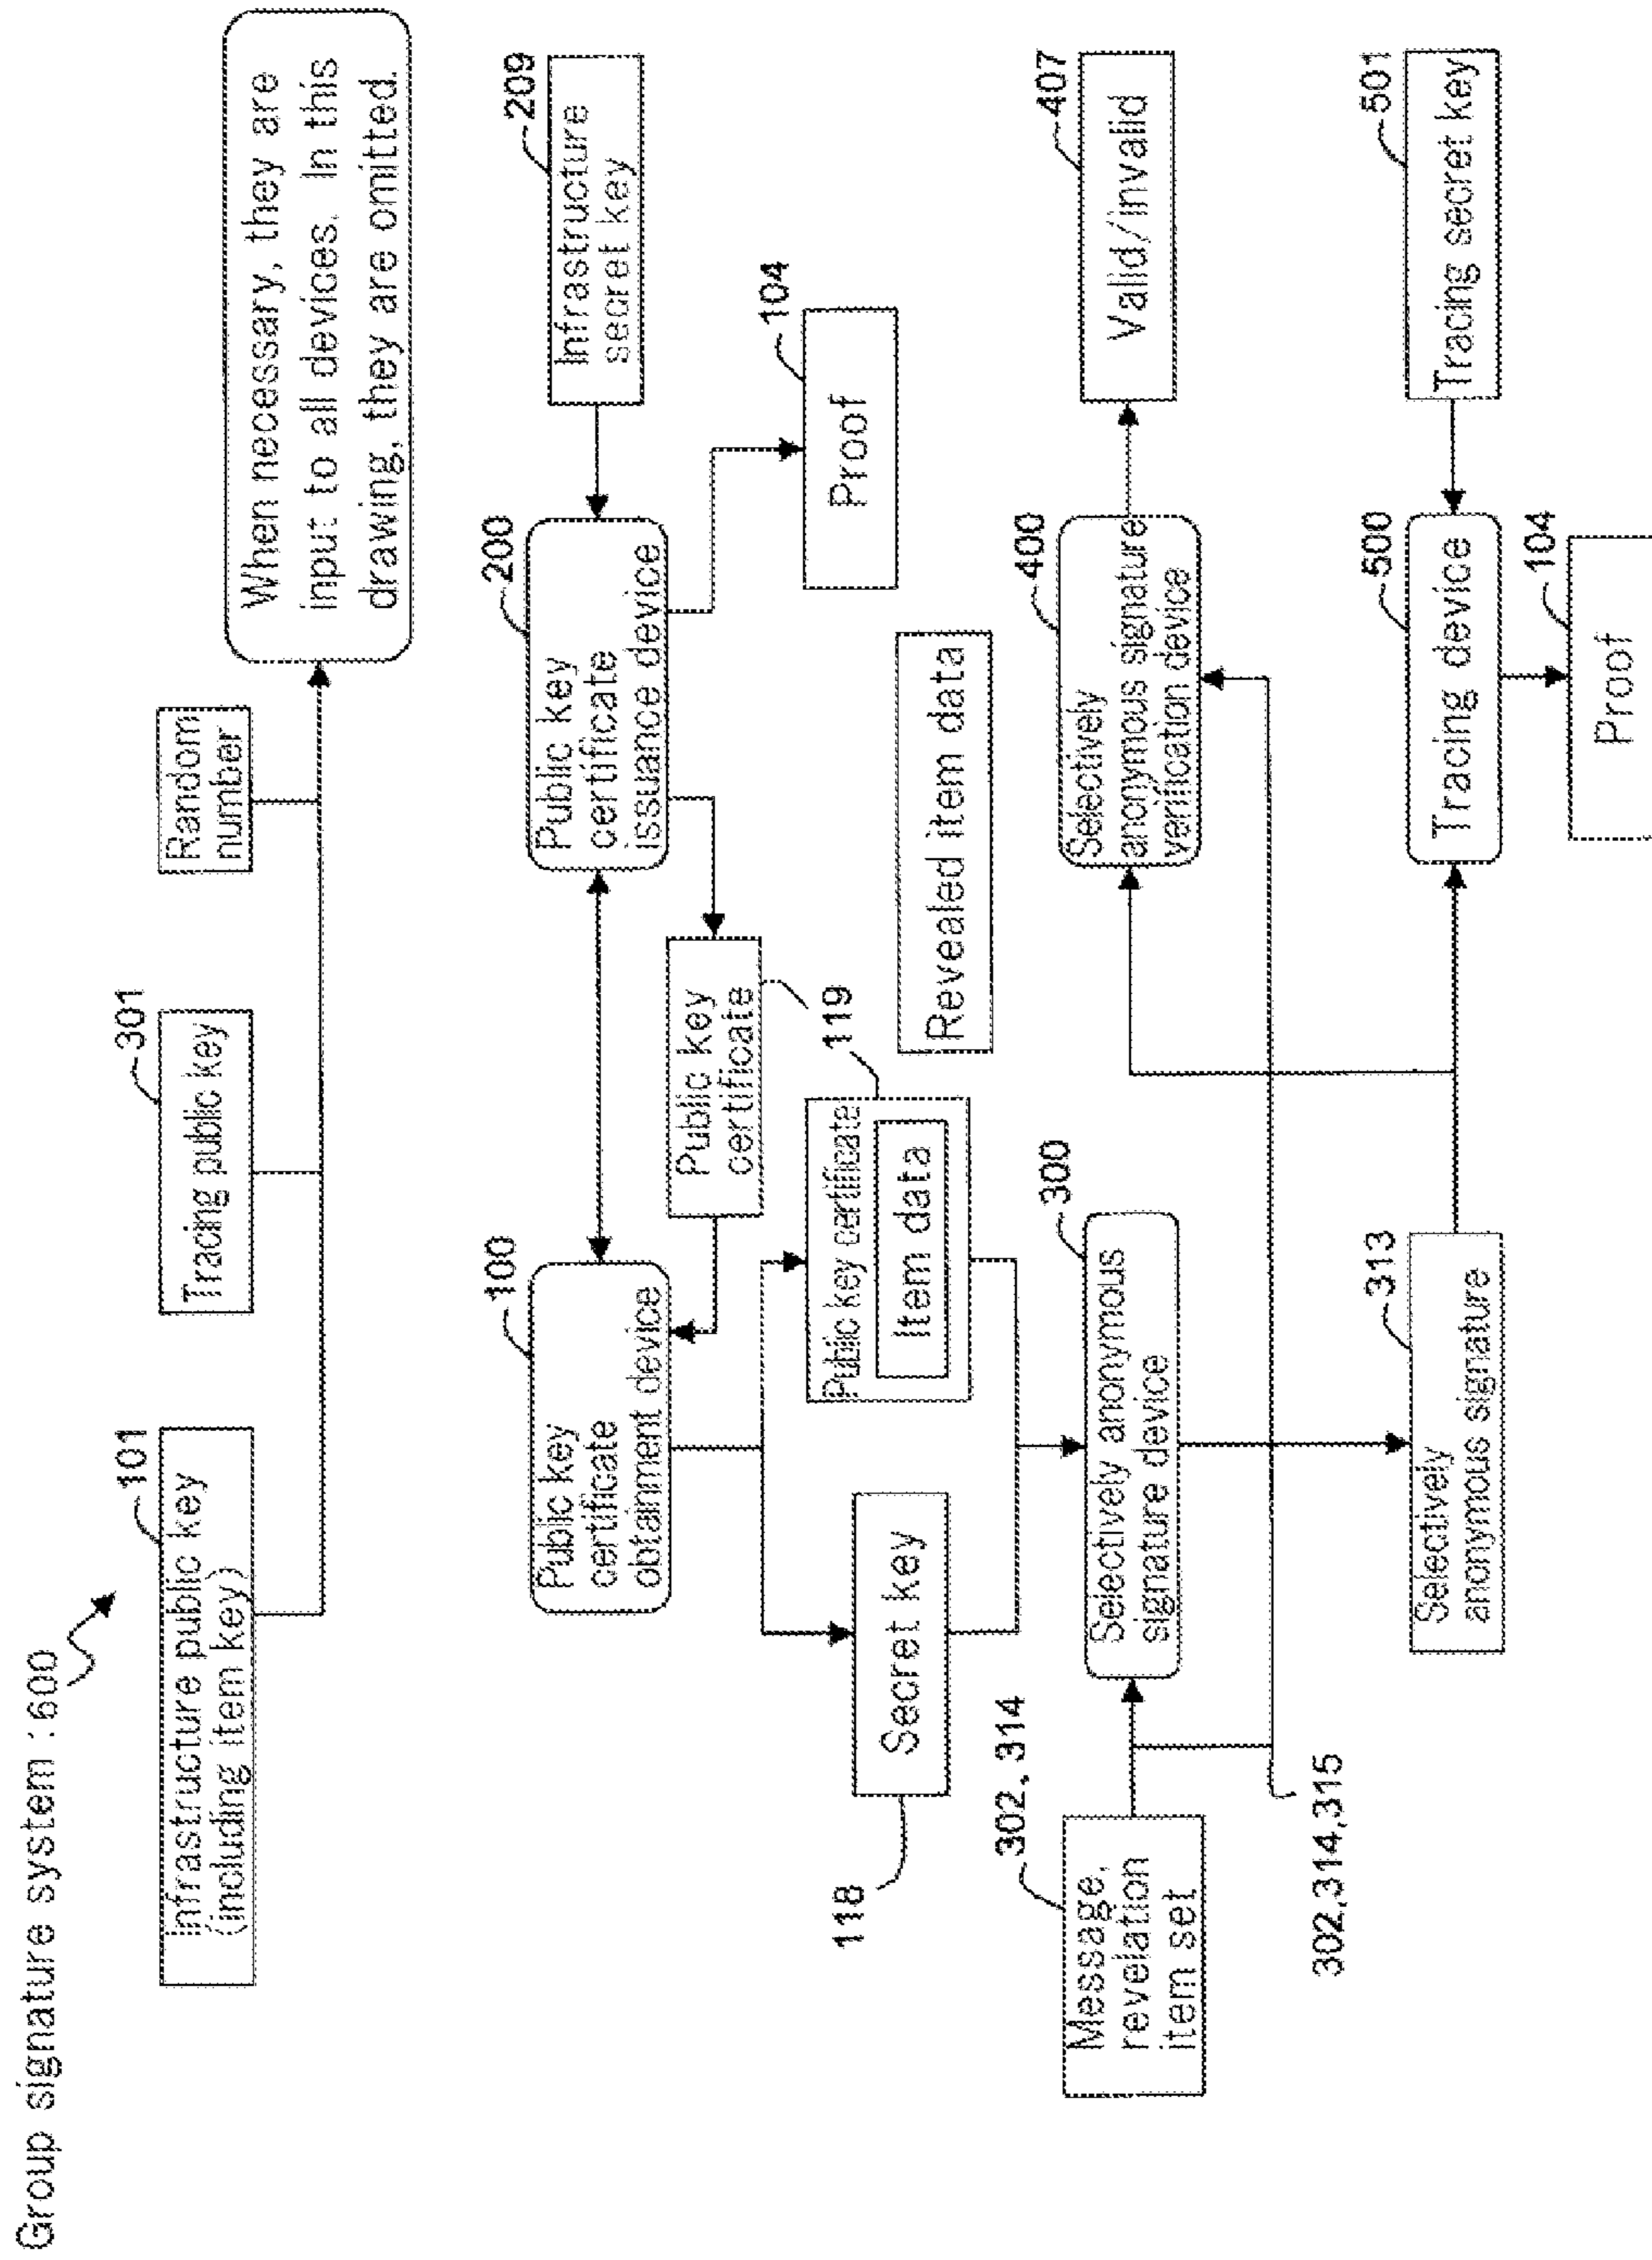 Group signature system :600
101
Infrastructure public key
(including item key)
301
Tracing public key
Random
number
When necessary, they are
input to all devices. In this
drawing, they are omitted.
100
Public key
certificate
obtainment device
200
Public key
certificate
issuance device
209
Infrastructure
secret key
Public key
certificate
104
Proof
119
Public key certificate
Item data
Revealed item data
118
Secret key
302, 314
Message,
revelation
item set
300
Selectively anonymous
signature device
400
Selectively
anonymous signature
verification device
407
Valid/invalid
302,314,315
313
Selectively
anonymous signature
500
Tracing device
501
Tracing secret key
104
Proof